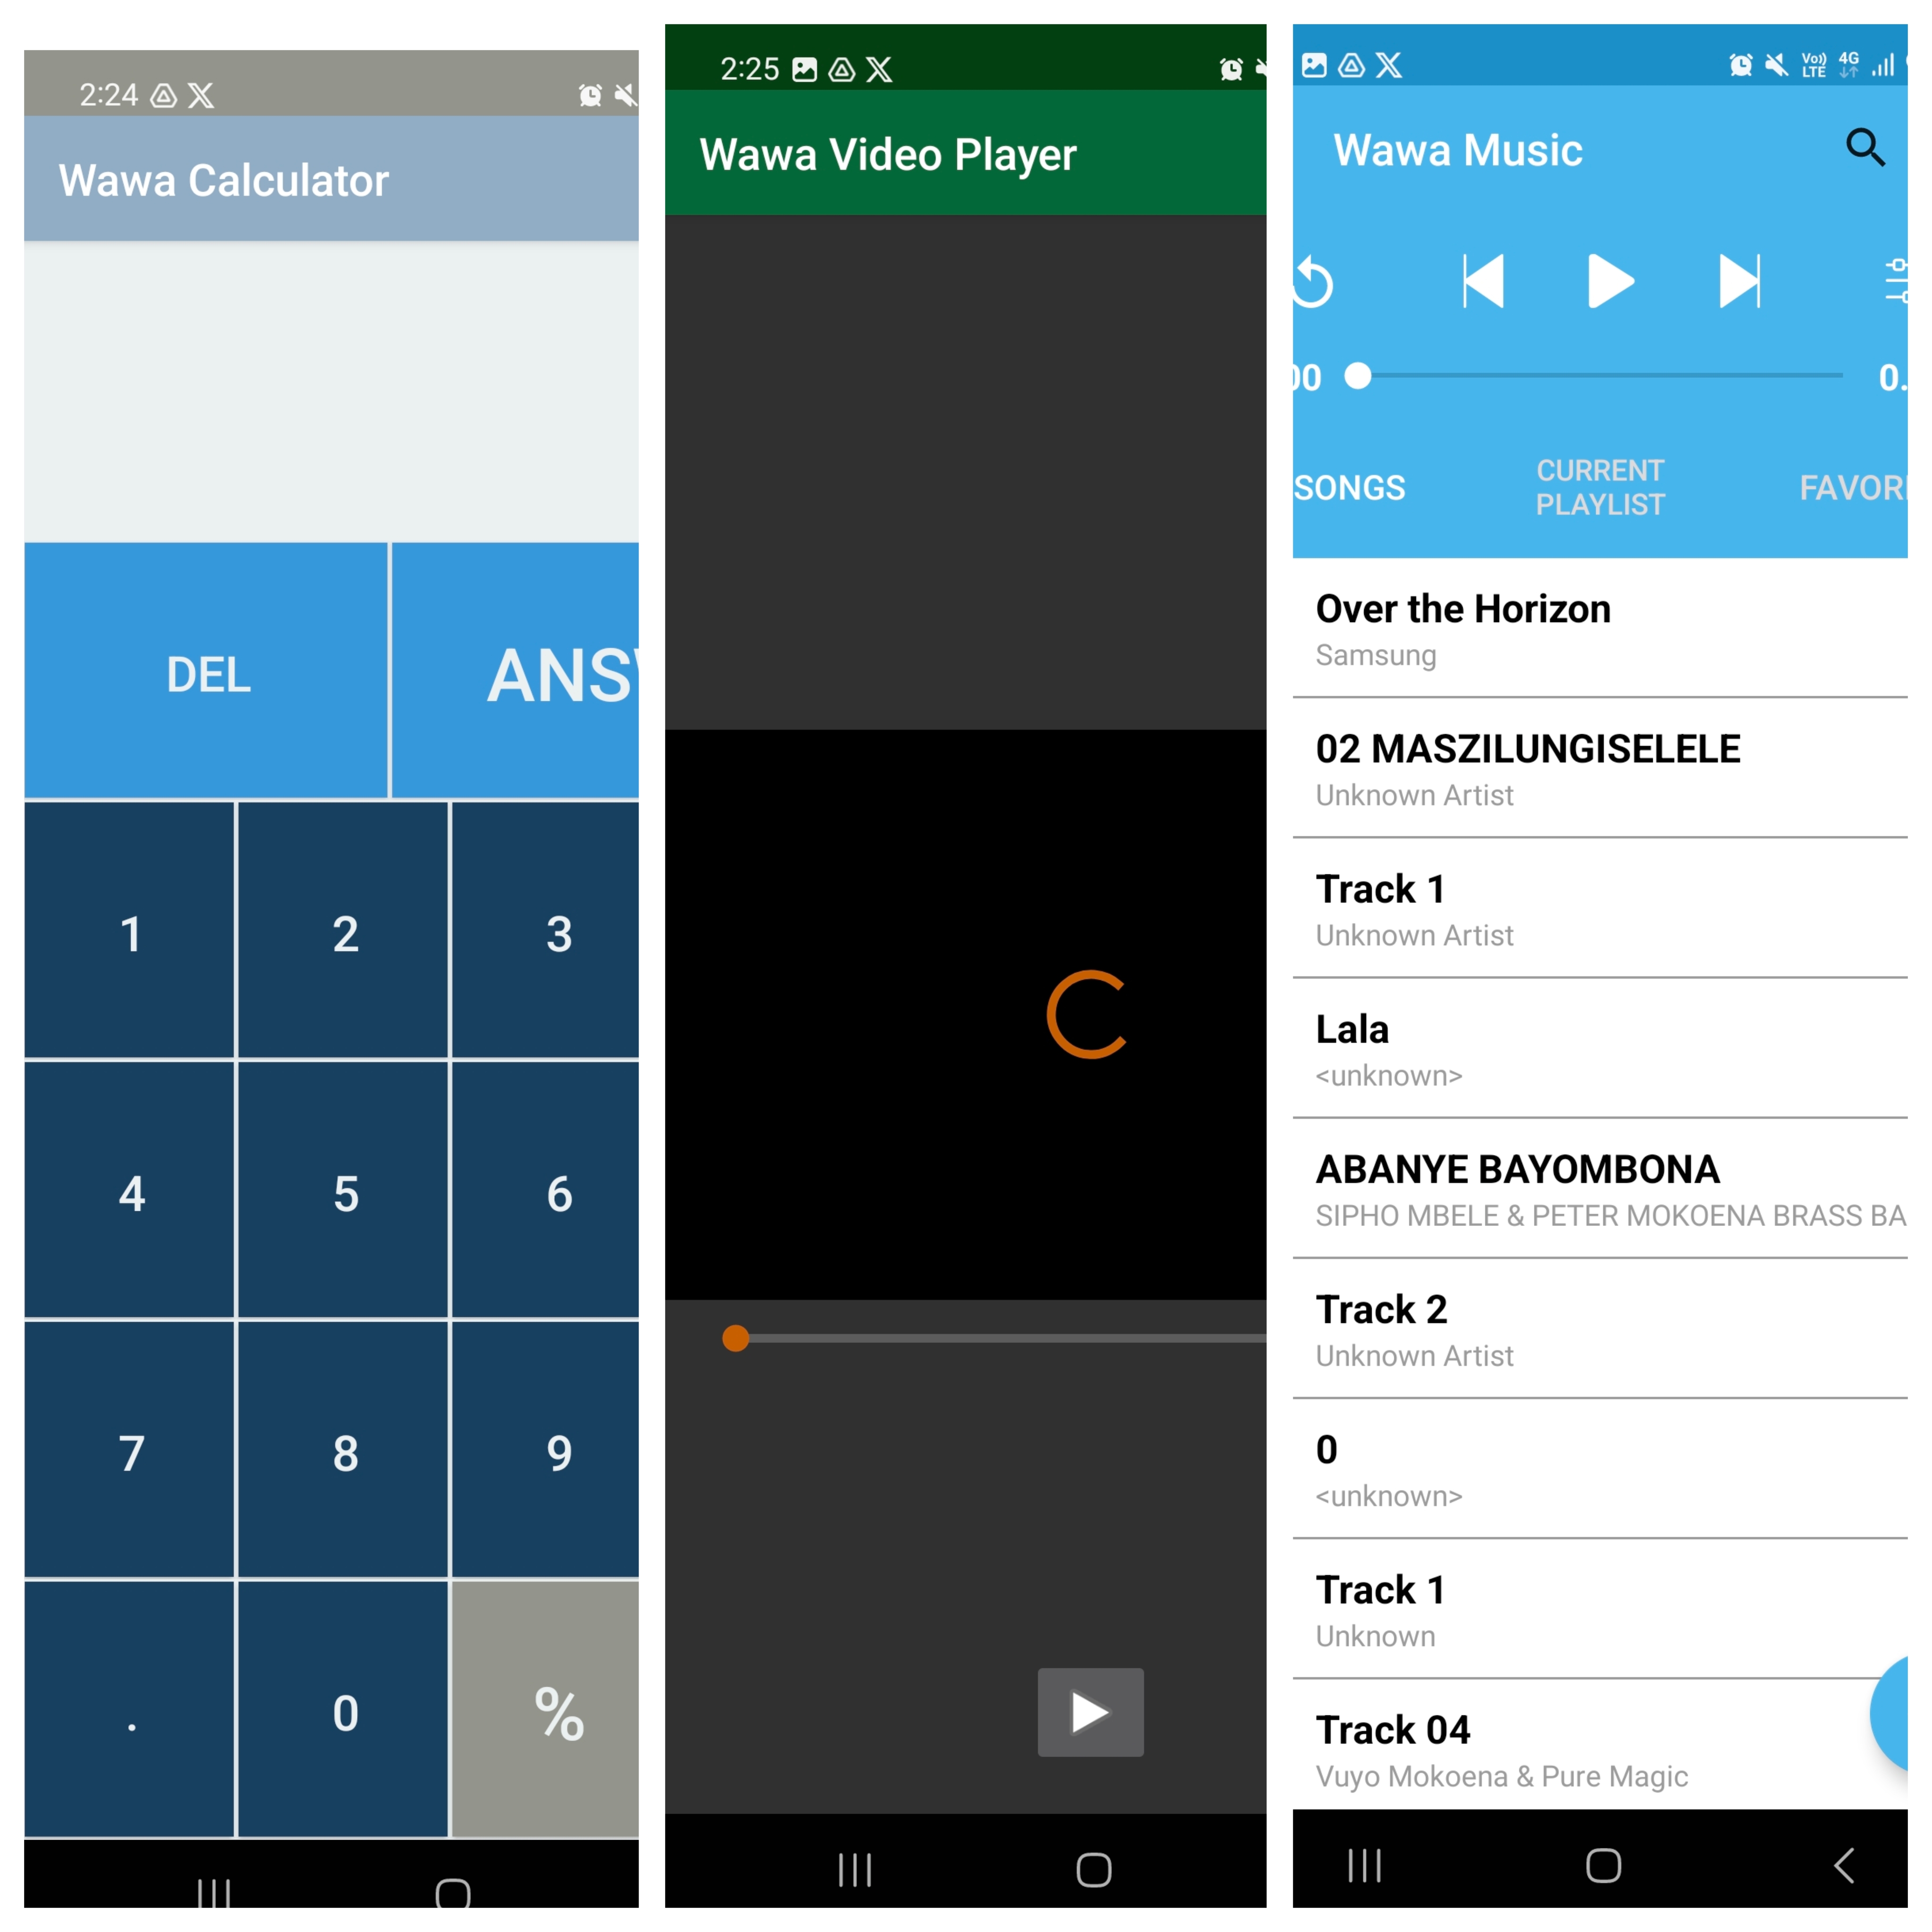 2:24
Wawa Calculator
DEL
ANS
1 2 3
4 5 6
7 8 9
. 0 %
2:25
Wawa Video Player
Vo)) LTE 4G
Wawa Music
00 0.
SONGS
CURRENT
PLAYLIST
FAVOR
Over the Horizon
Samsung
02 MASZILUNGISELELE
Unknown Artist
Track 1
Unknown Artist
Lala
<unknown>
ABANYE BAYOMBONA
SIPHO MBELE & PETER MOKOENA BRASS BA
Track 2
Unknown Artist
0
<unknown>
Track 1
Unknown
Track 04
Vuyo Mokoena & Pure Magic